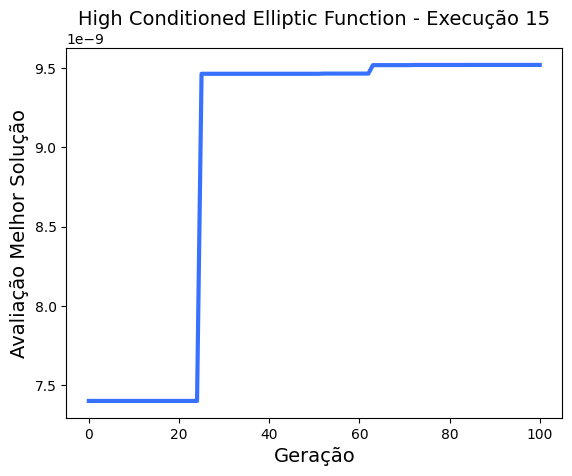 High Conditioned Elliptic Function - Execução 15
1e−9
9.5
9.0
8.5
8.0
7.5
Avaliação Melhor Solução
0 20 40 60 80 100
Geração